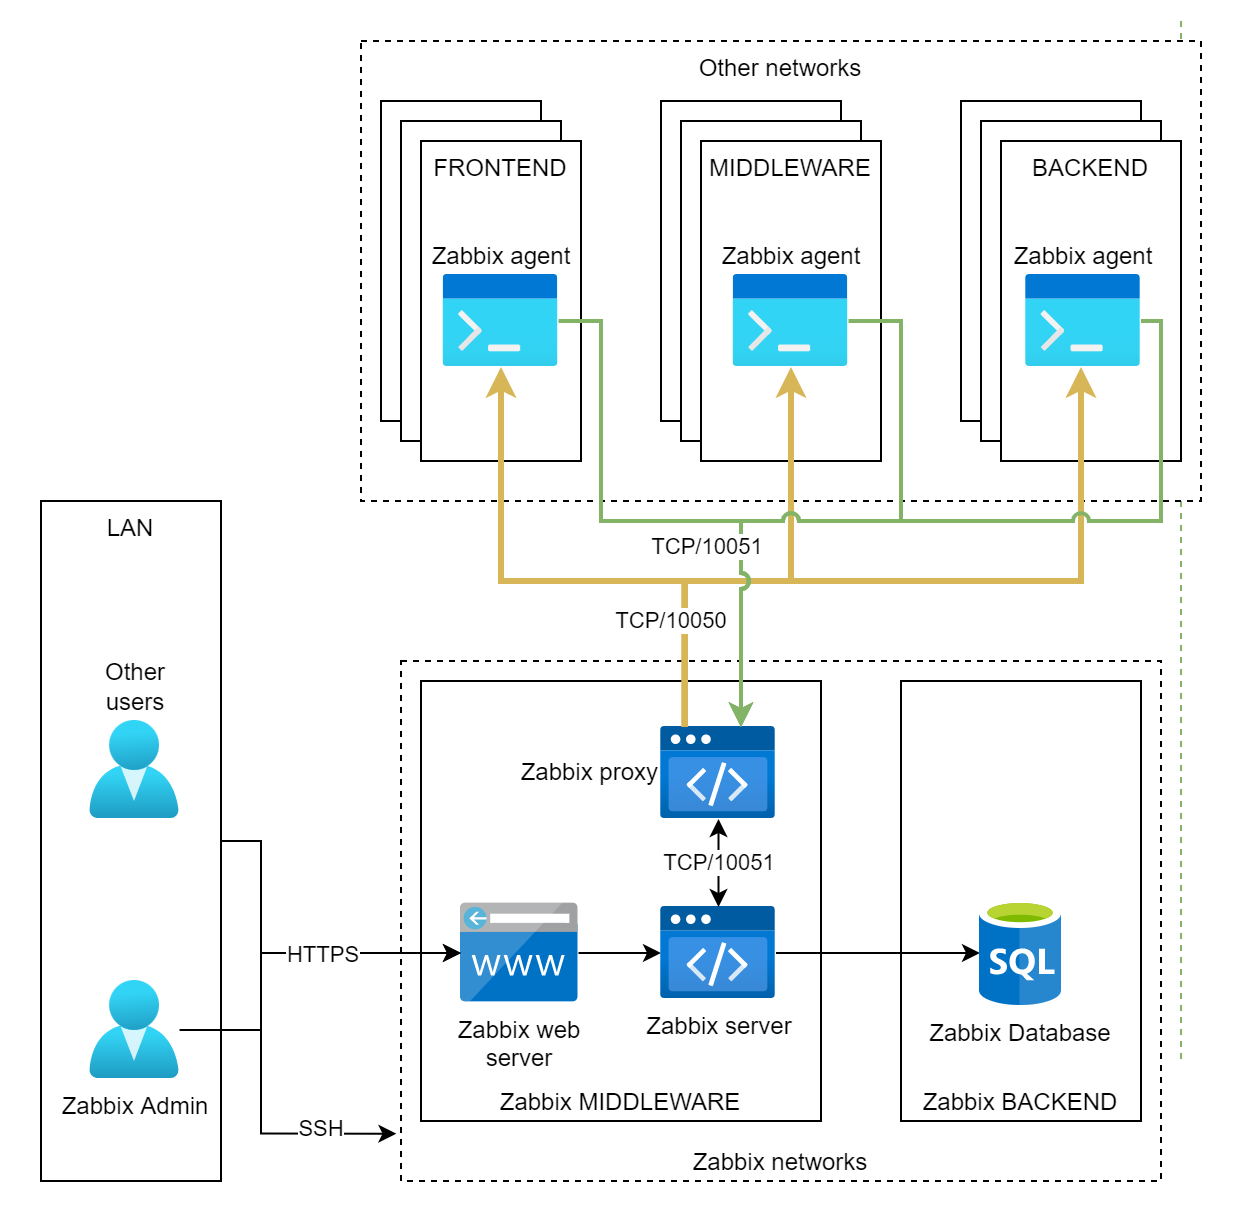 Other networks
FRONTEND
MIDDLEWARE
BACKEND
Zabbix agent
Zabbix agent
Zabbix agent
LAN
TCP/10051
TCP/10050
Other
users
Zabbix proxy
</>
TCP/10051
HTTPS
WWW
</>
SQL
Zabbix web
server
Zabbix server
Zabbix Database
Zabbix Admin
Zabbix MIDDLEWARE
Zabbix BACKEND
SSH
Zabbix networks